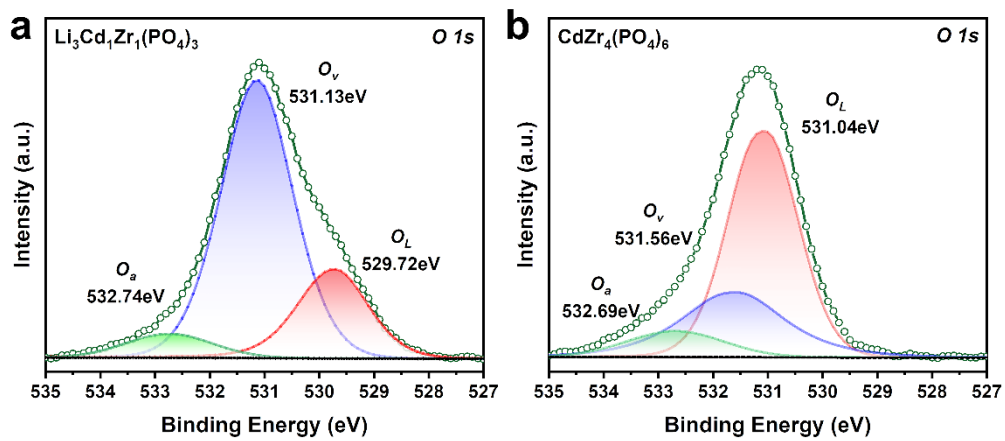 a
Li₃Cd₁Zr₁(PO₄)₃
O 1s
Oᵥ
531.13eV
O_L
529.72eV
Oₐ
532.74eV
Intensity (a.u.)
535 534 533 532 531 530 529 528 527
Binding Energy (eV)
b
CdZr₄(PO₄)₆
O 1s
O_L
531.04eV
Oᵥ
531.56eV
Oₐ
532.69eV
Intensity (a.u.)
535 534 533 532 531 530 529 528 527
Binding Energy (eV)